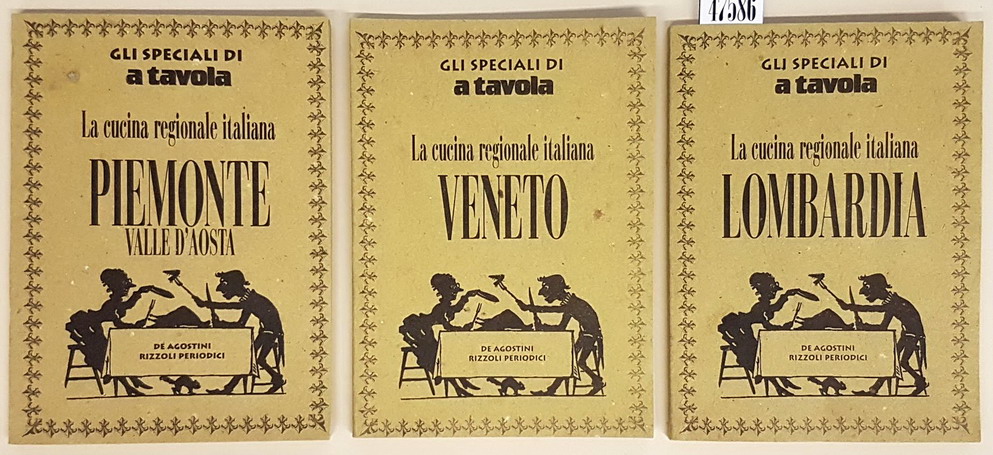 GLI SPECIALI DI
a tavola
La cucina regionale italiana
PIEMONTE
VALLE D'AOSTA
DE AGOSTINI
RIZZOLI PERIODICI
GLI SPECIALI DI
a tavola
La cucina regionale italiana
VENETO
DE AGOSTINI
RIZZOLI PERIODICI
47586
GLI SPECIALI DI
a tavola
La cucina regionale italiana
LOMBARDIA
DE AGOSTINI
RIZZOLI PERIODICI